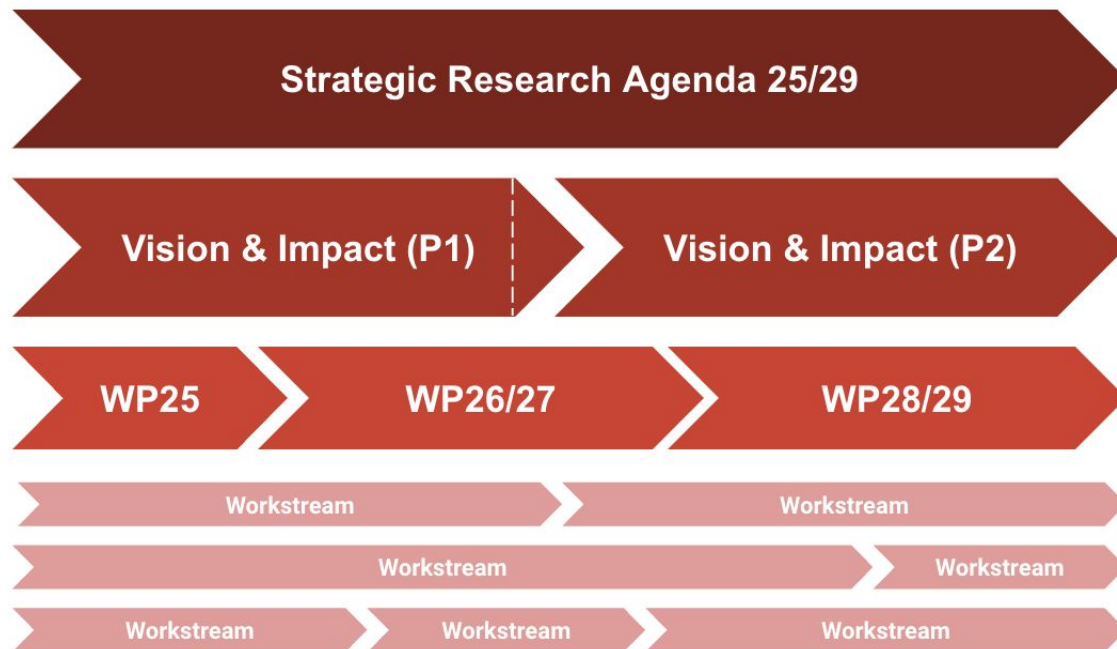 Strategic Research Agenda 25/29
Vision & Impact (P1)
Vision & Impact (P2)
WP25
WP26/27
WP28/29
Workstream
Workstream
Workstream
Workstream
Workstream
Workstream
Workstream